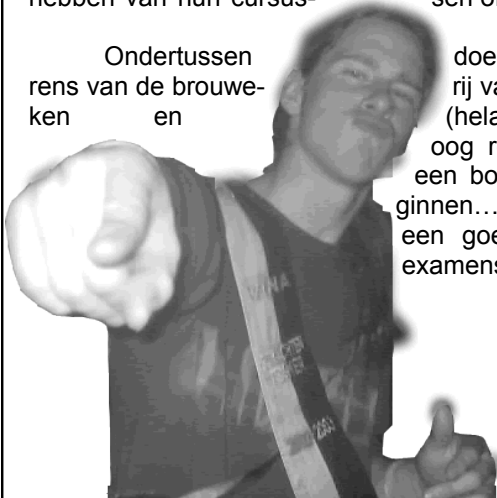 hebben van hun cursus-
Ondertussen doe
rens van de brouwe- rij va
ken en (hela
oog r
een bo
ginnen…
een goe
examens